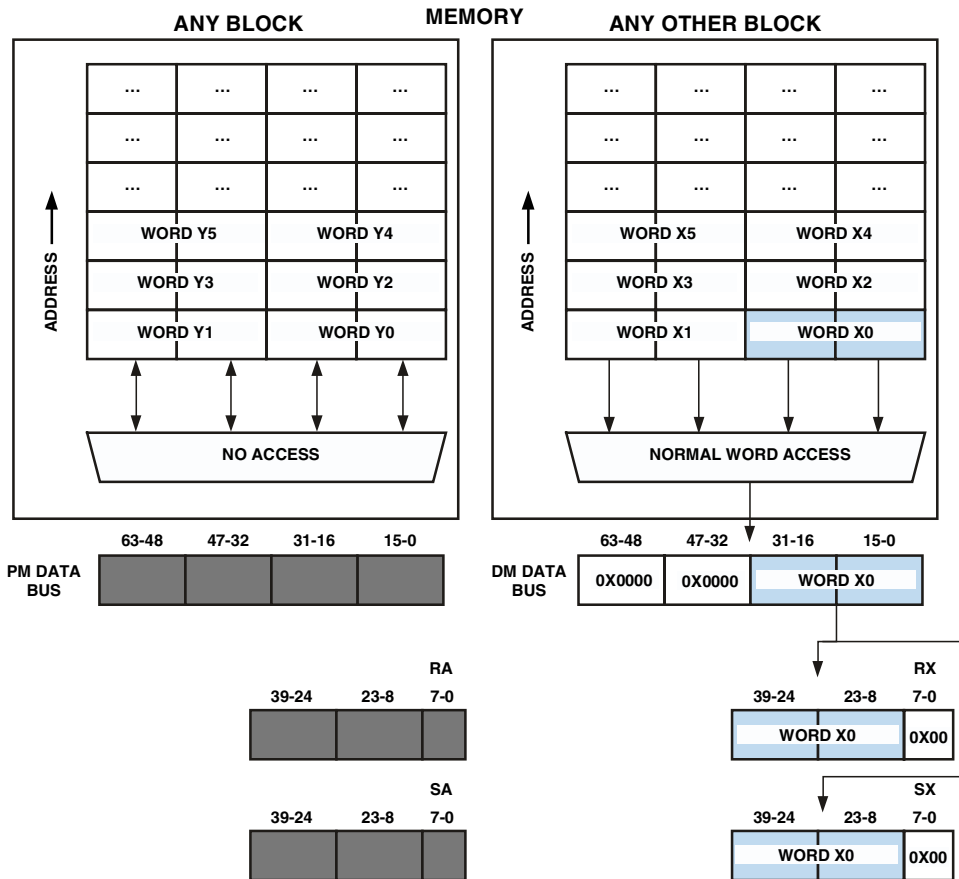 MEMORY
ANY BLOCK
ANY OTHER BLOCK
... ... ... ...
... ... ... ...
... ... ... ...
WORD Y5 WORD Y4
WORD Y3 WORD Y2
WORD Y1 WORD Y0
ADDRESS
NO ACCESS
... ... ... ...
... ... ... ...
... ... ... ...
WORD X5 WORD X4
WORD X3 WORD X2
WORD X1 WORD X0
ADDRESS
NORMAL WORD ACCESS
63-48 47-32 31-16 15-0
PM DATA
BUS
63-48 47-32 31-16 15-0
DM DATA
BUS
0X0000 0X0000 WORD X0
RA
39-24 23-8 7-0
RX
39-24 23-8 7-0
WORD X0 0X00
SA
39-24 23-8 7-0
SX
39-24 23-8 7-0
WORD X0 0X00